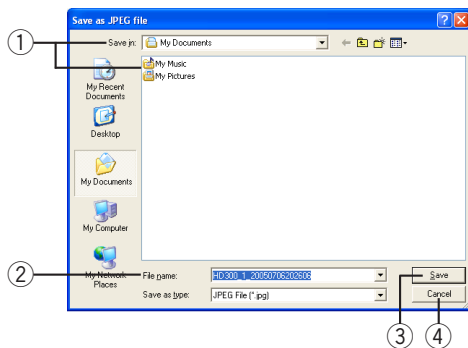 Save as JPEG file
① Save in: My Documents
My Music
My Pictures
My Recent
Documents
Desktop
My Documents
My Computer
My Network
Places
② File name: HD300_1_20050706202606 Save
Save as type: JPEG File (*.jpg) Cancel
③ ④